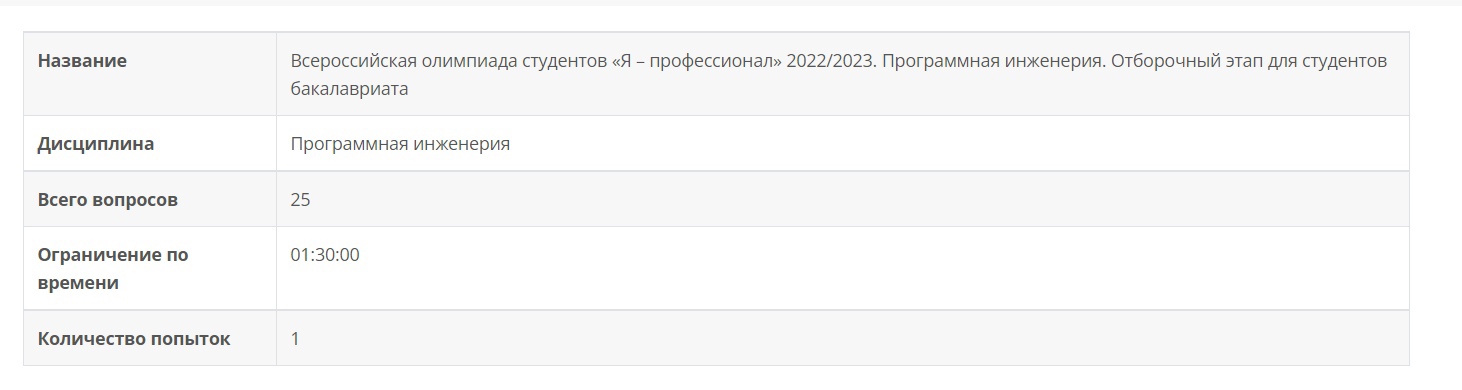 Название
Всероссийская олимпиада студентов «Я – профессионал» 2022/2023. Программная инженерия. Отборочный этап для студентов
бакалавриата
Дисциплина
Программная инженерия
Всего вопросов
25
Ограничение по
времени
01:30:00
Количество попыток
1